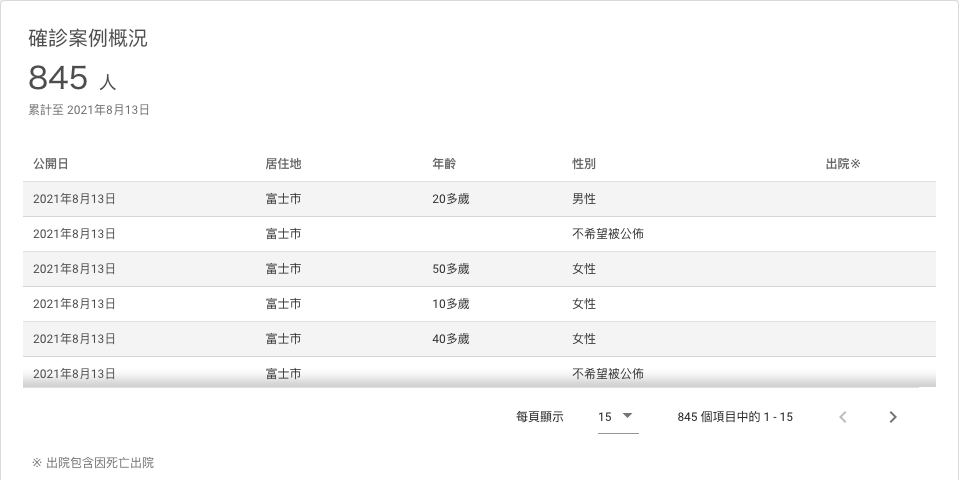 確診案例概況
845 人
累計至 2021年8月13日
公開日 居住地 年齡 性別 出院※
2021年8月13日 富士市 20多歲 男性
2021年8月13日 富士市 不希望被公佈
2021年8月13日 富士市 50多歲 女性
2021年8月13日 富士市 10多歲 女性
2021年8月13日 富士市 40多歲 女性
2021年8月13日 富士市 不希望被公佈
每頁顯示 15 845 個項目中的 1 - 15
※ 出院包含因死亡出院